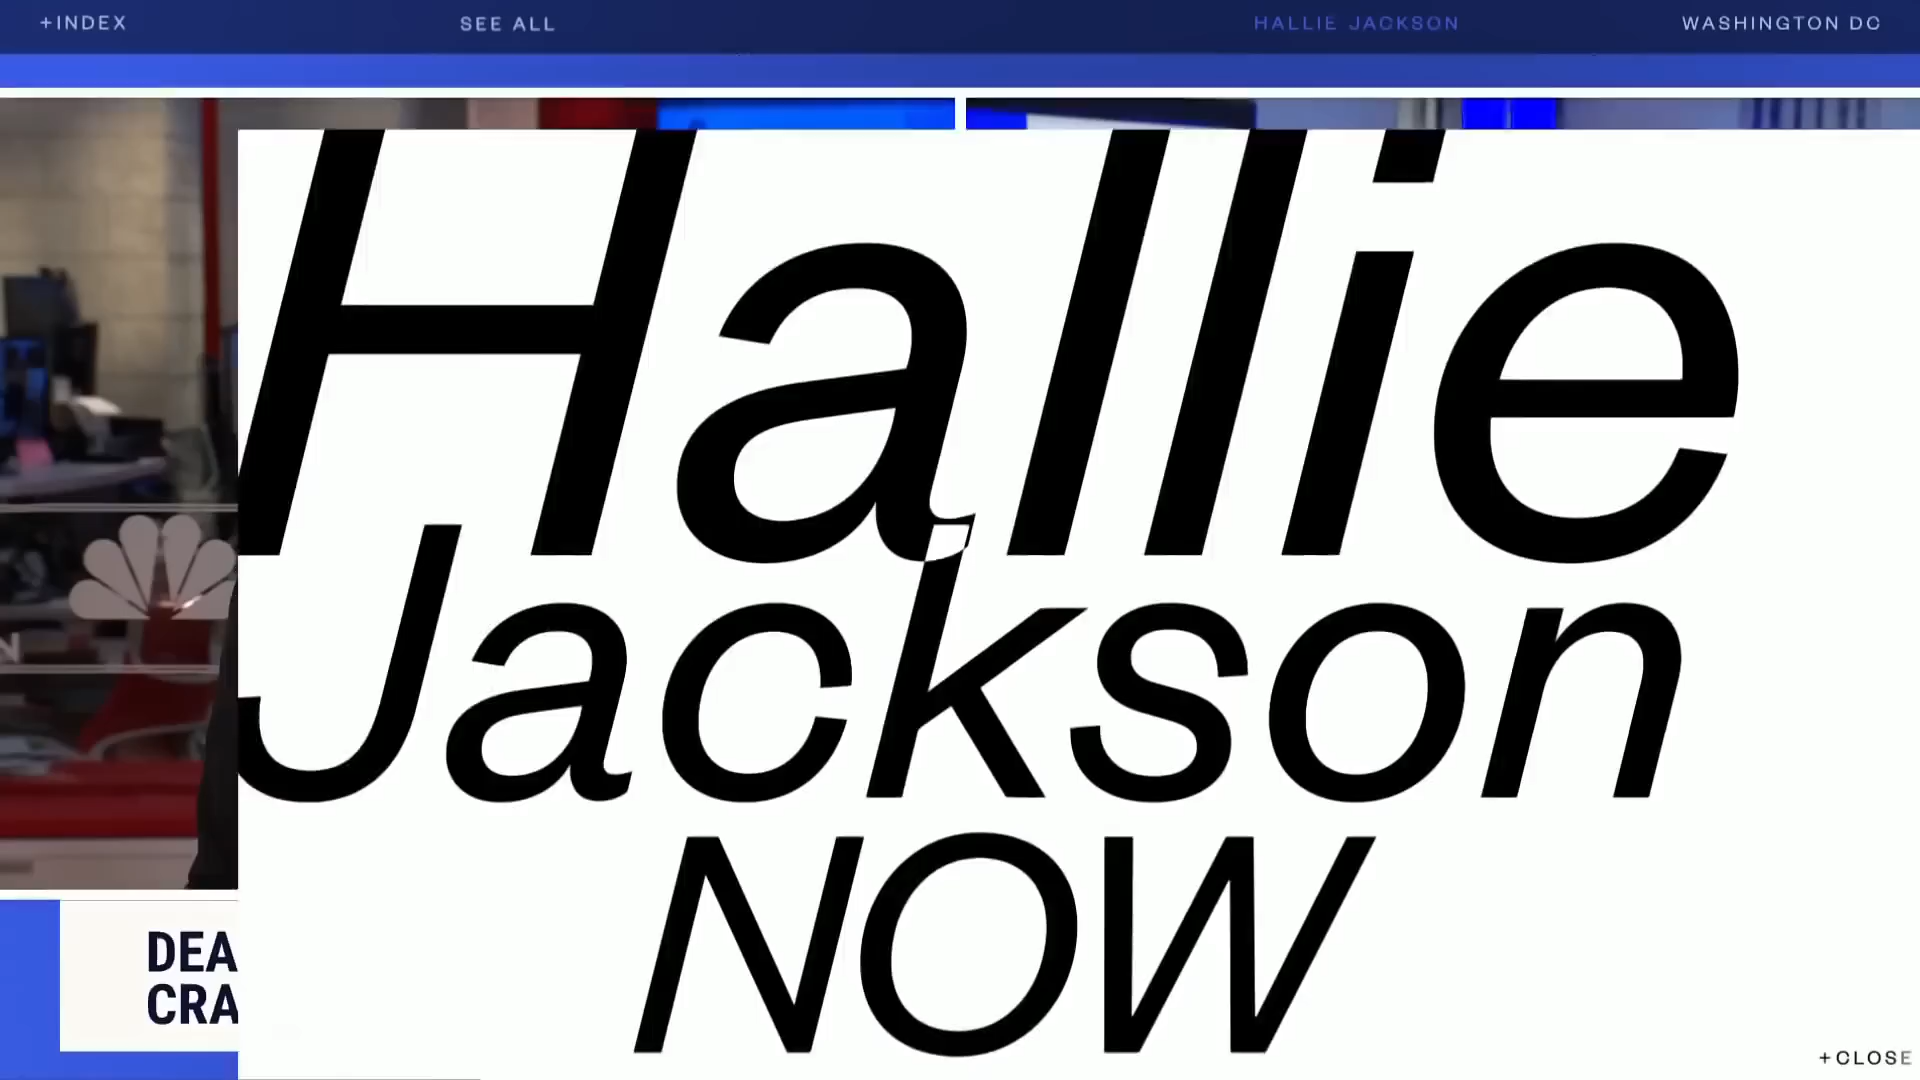 +INDEX SEE ALL HALLIE JACKSON WASHINGTON DC
Hallie
Jackson
NOW
N
DEA
CRA
+CLOSE